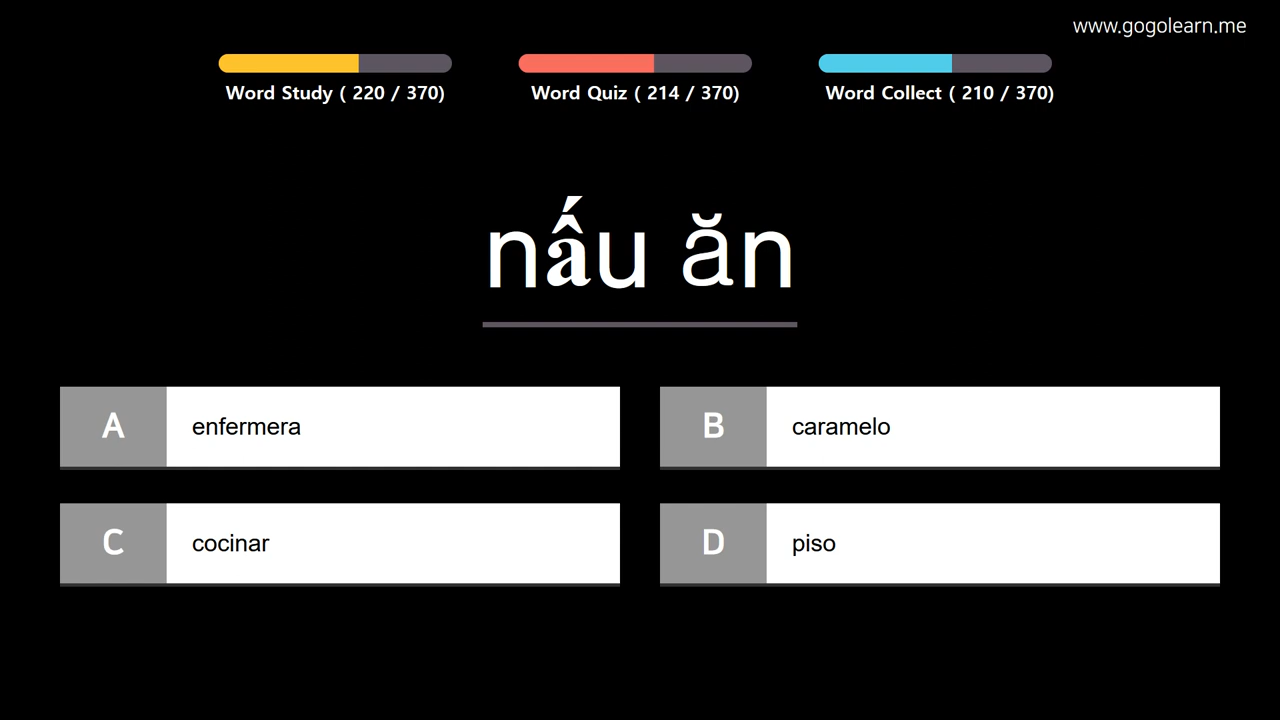 www.gogolearn.me
Word Study ( 220 / 370)
Word Quiz ( 214 / 370)
Word Collect ( 210 / 370)
nấu ăn
A enfermera
B caramelo
C cocinar
D piso